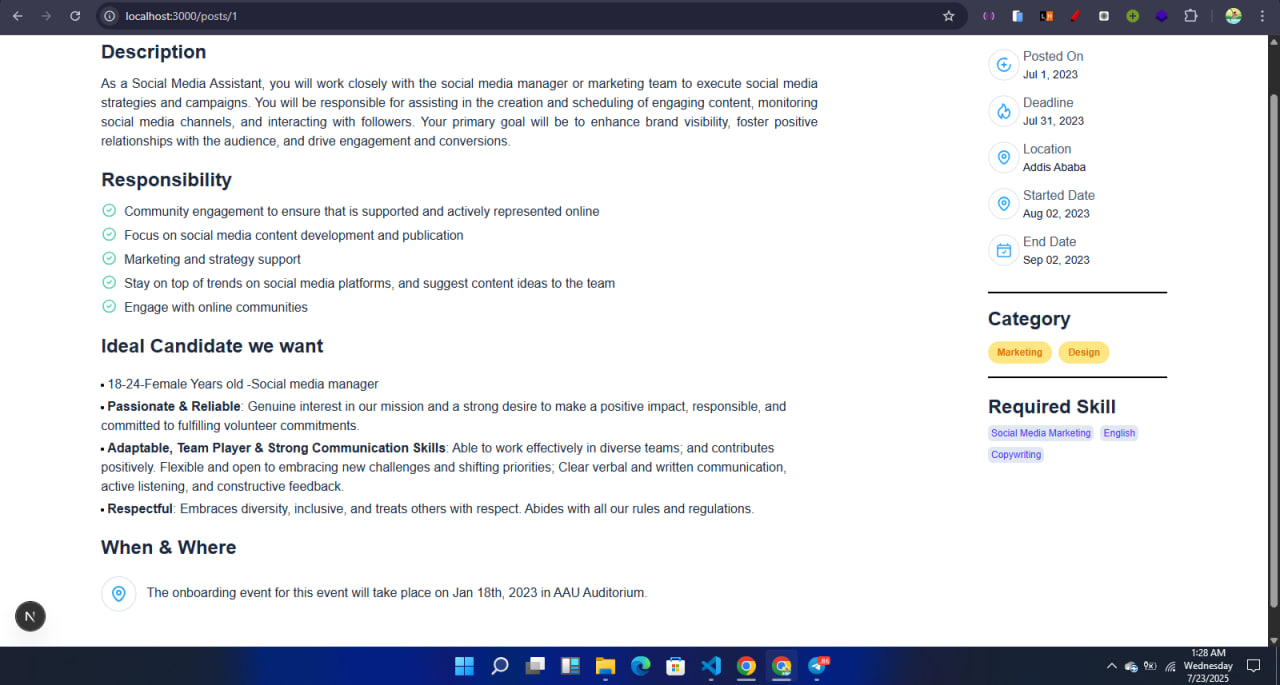 localhost:3000/posts/1
Description
As a Social Media Assistant, you will work closely with the social media manager or marketing team to execute social media
strategies and campaigns. You will be responsible for assisting in the creation and scheduling of engaging content, monitoring
social media channels, and interacting with followers. Your primary goal will be to enhance brand visibility, foster positive
relationships with the audience, and drive engagement and conversions.
Responsibility
Community engagement to ensure that is supported and actively represented online
Focus on social media content development and publication
Marketing and strategy support
Stay on top of trends on social media platforms, and suggest content ideas to the team
Engage with online communities
Ideal Candidate we want
18-24-Female Years old -Social media manager
Passionate & Reliable: Genuine interest in our mission and a strong desire to make a positive impact, responsible, and
committed to fulfilling volunteer commitments.
Adaptable, Team Player & Strong Communication Skills: Able to work effectively in diverse teams; and contributes
positively. Flexible and open to embracing new challenges and shifting priorities; Clear verbal and written communication,
active listening, and constructive feedback.
Respectful: Embraces diversity, inclusive, and treats others with respect. Abides with all our rules and regulations.
When & Where
The onboarding event for this event will take place on Jan 18th, 2023 in AAU Auditorium.
Posted On
Jul 1, 2023
Deadline
Jul 31, 2023
Location
Addis Ababa
Started Date
Aug 02, 2023
End Date
Sep 02, 2023
Category
Marketing Design
Required Skill
Social Media Marketing English
Copywriting
N
1:28 AM
Wednesday
7/23/2025